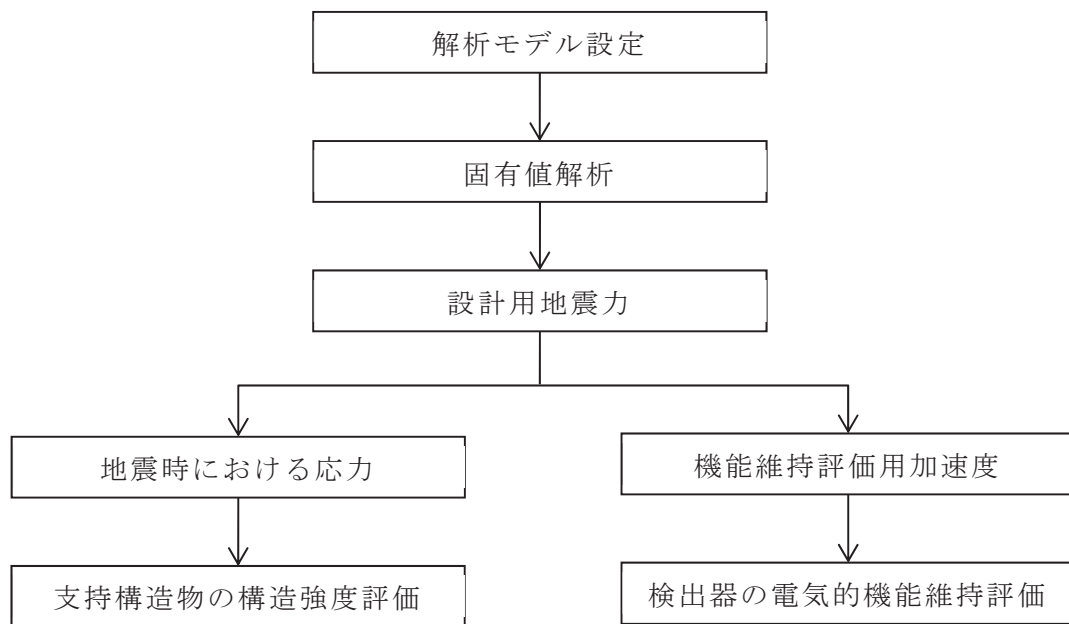 解析モデル設定
固有値解析
設計用地震力
地震時における応力
機能維持評価用加速度
支持構造物の構造強度評価
検出器の電気的機能維持評価